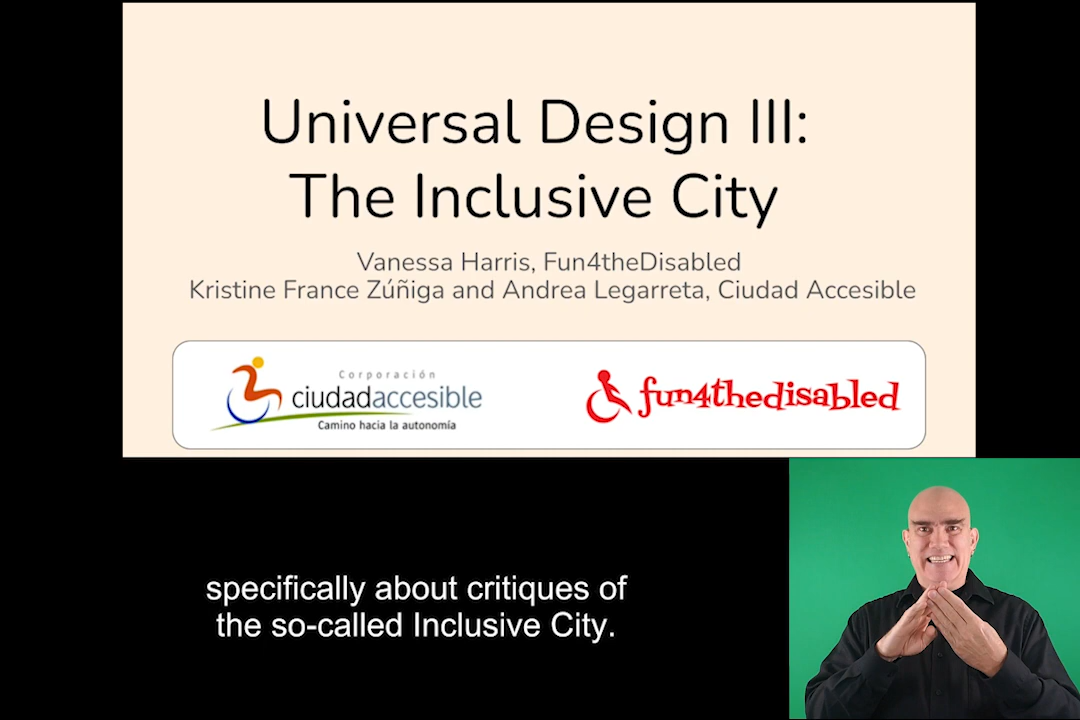 Universal Design III:
The Inclusive City
Vanessa Harris, Fun4theDisabled
Kristine France Zúñiga and Andrea Legarreta, Ciudad Accesible
Corporación
ciudadaccesible
Camino hacia la autonomía
fun4thedisabled
specifically about critiques of
the so-called Inclusive City.